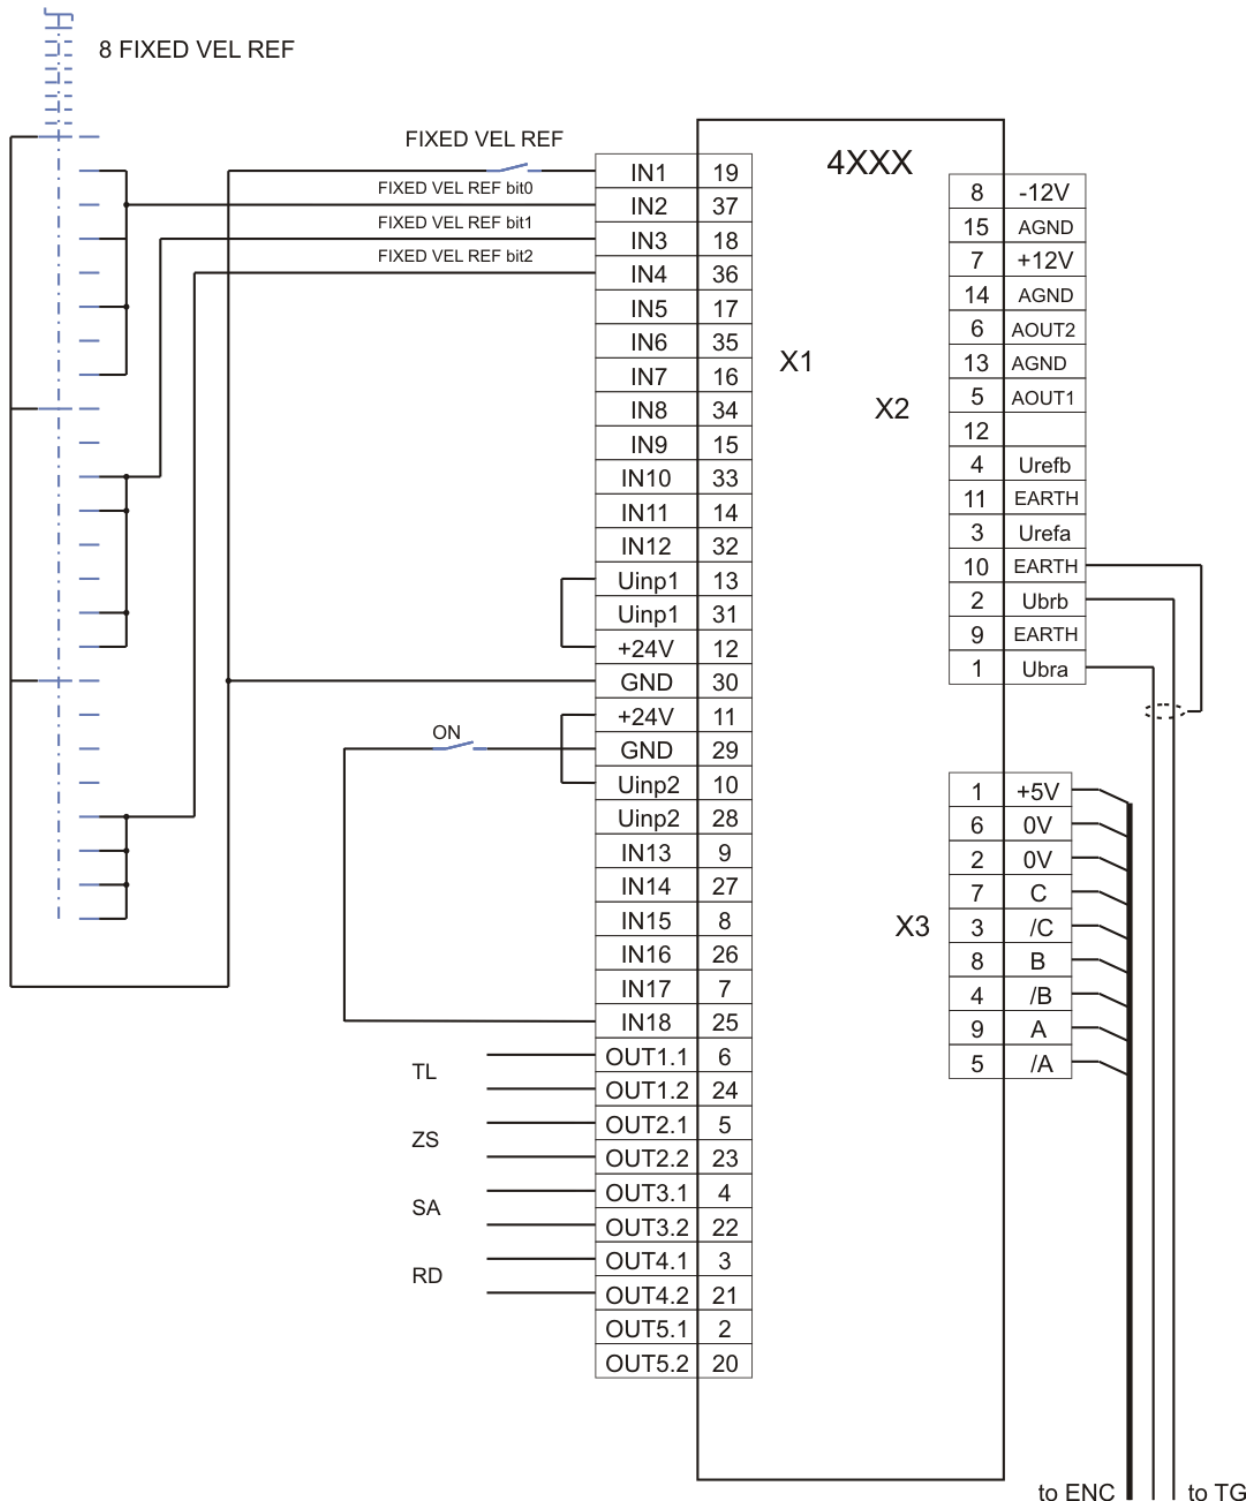 8 FIXED VEL REF
FIXED VEL REF
FIXED VEL REF bit0
FIXED VEL REF bit1
FIXED VEL REF bit2
ON
TL
ZS
SA
RD
4XXX
X1
IN1 19
IN2 37
IN3 18
IN4 36
IN5 17
IN6 35
IN7 16
IN8 34
IN9 15
IN10 33
IN11 14
IN12 32
Uinp1 13
Uinp1 31
+24V 12
GND 30
+24V 11
GND 29
Uinp2 10
Uinp2 28
IN13 9
IN14 27
IN15 8
IN16 26
IN17 7
IN18 25
OUT1.1 6
OUT1.2 24
OUT2.1 5
OUT2.2 23
OUT3.1 4
OUT3.2 22
OUT4.1 3
OUT4.2 21
OUT5.1 2
OUT5.2 20
X2
8 -12V
15 AGND
7 +12V
14 AGND
6 AOUT2
13 AGND
5 AOUT1
12
4 Urefb
11 EARTH
3 Urefa
10 EARTH
2 Ubrb
9 EARTH
1 Ubra
X3
1 +5V
6 0V
2 0V
7 C
3 /C
8 B
4 /B
9 A
5 /A
to ENC
to TG